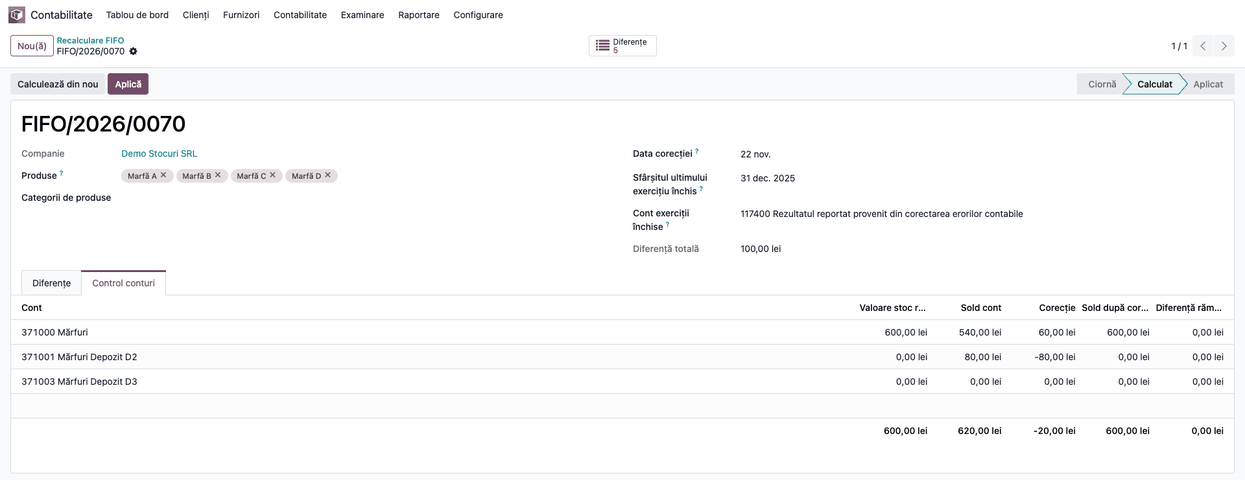 Contabilitate Tablou de bord Clienți Furnizori Contabilitate Examinare Raportare Configurare
Nou(ă) Recalculare FIFO
FIFO/2026/0070
Diferențe
5
1 / 1
Calculează din nou Aplică Ciornă Calculat Aplicat
FIFO/2026/0070
Companie Demo Stocuri SRL
Produse ? Marfă A × Marfă B × Marfă C × Marfă D ×
Categorii de produse
Data corecției ? 22 nov.
Sfârșitul ultimului exercițiu închis ? 31 dec. 2025
Cont exerciții închise ? 117400 Rezultatul reportat provenit din corectarea erorilor contabile
Diferență totală 100,00 lei
Diferențe Control conturi
Cont Valoare stoc r... Sold cont Corecție Sold după cor... Diferență răm...
371000 Mărfuri 600,00 lei 540,00 lei 60,00 lei 600,00 lei 0,00 lei
371001 Mărfuri Depozit D2 0,00 lei 80,00 lei -80,00 lei 0,00 lei 0,00 lei
371003 Mărfuri Depozit D3 0,00 lei 0,00 lei 0,00 lei 0,00 lei 0,00 lei
600,00 lei 620,00 lei -20,00 lei 600,00 lei 0,00 lei